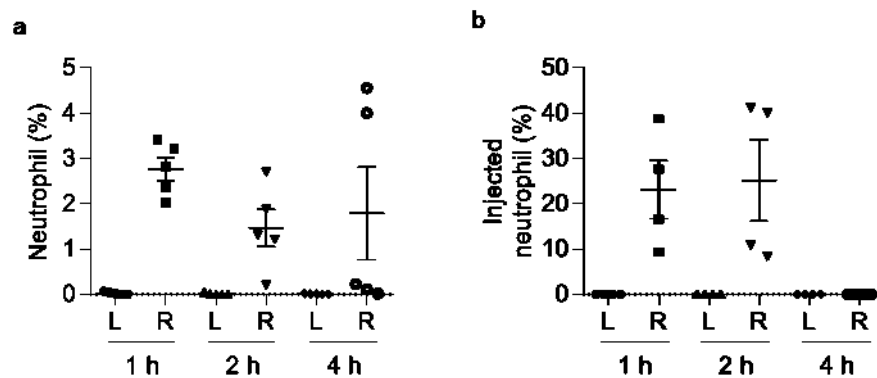 a
Neutrophil (%)
5
4
3
2
1
0
L R L R L R
1 h 2 h 4 h
b
Injected
neutrophil (%)
50
40
30
20
10
0
L R L R L R
1 h 2 h 4 h